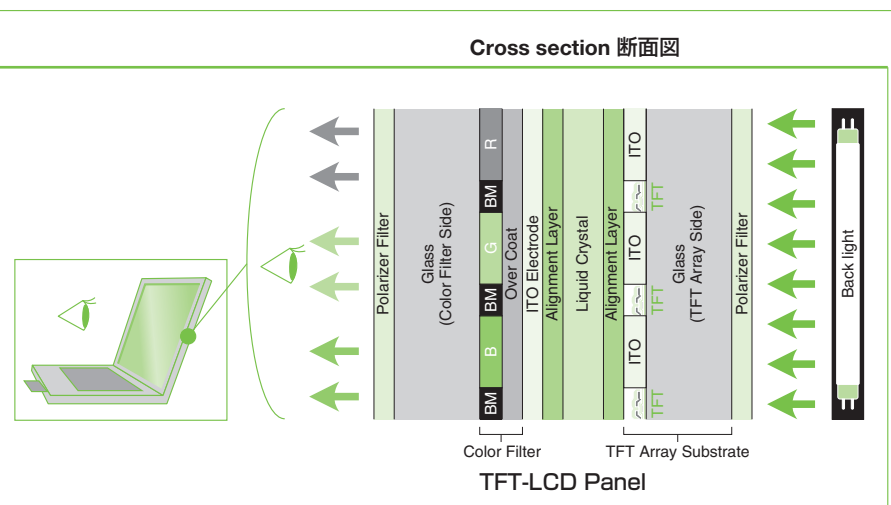 Cross section 断面図
Polarizer Filter
Glass
(Color Filter Side)
R
BM
G
BM
B
BM
Over Coat
ITO Electrode
Alignment Layer
Liquid Crystal
Alignment Layer
ITO
TFT
ITO
TFT
ITO
TFT
Glass
(TFT Array Side)
Polarizer Filter
Back light
Color Filter
TFT Array Substrate
TFT-LCD Panel